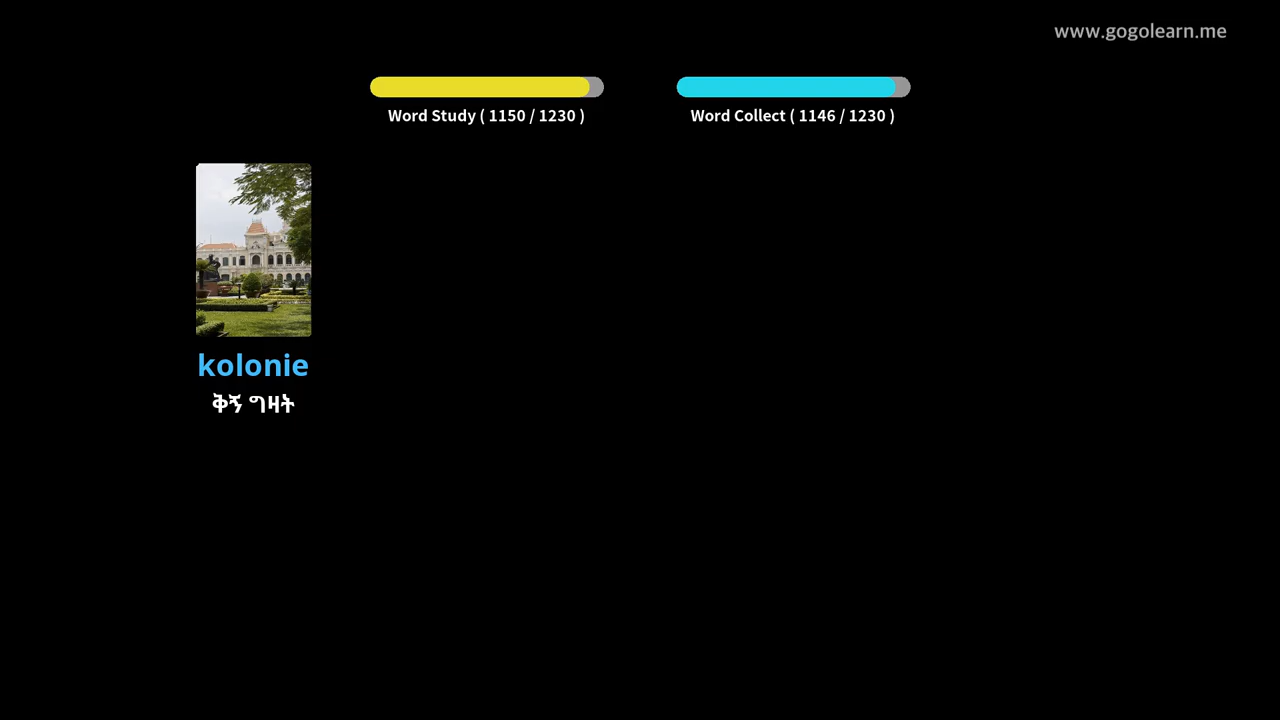 www.gogolearn.me
Word Study ( 1150 / 1230 )
Word Collect ( 1146 / 1230 )
kolonie
ቅኝ ግዛት